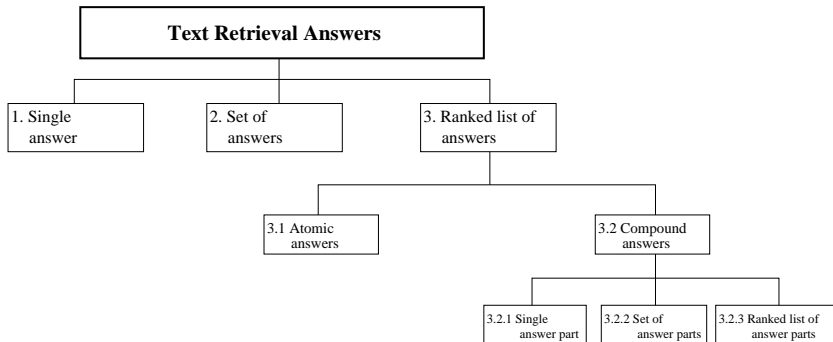 Text Retrieval Answers
1. Single
answer
2. Set of
answers
3. Ranked list of
answers
3.1 Atomic
answers
3.2 Compound
answers
3.2.1 Single
answer part
3.2.2 Set of
answer parts
3.2.3 Ranked list of
answer parts